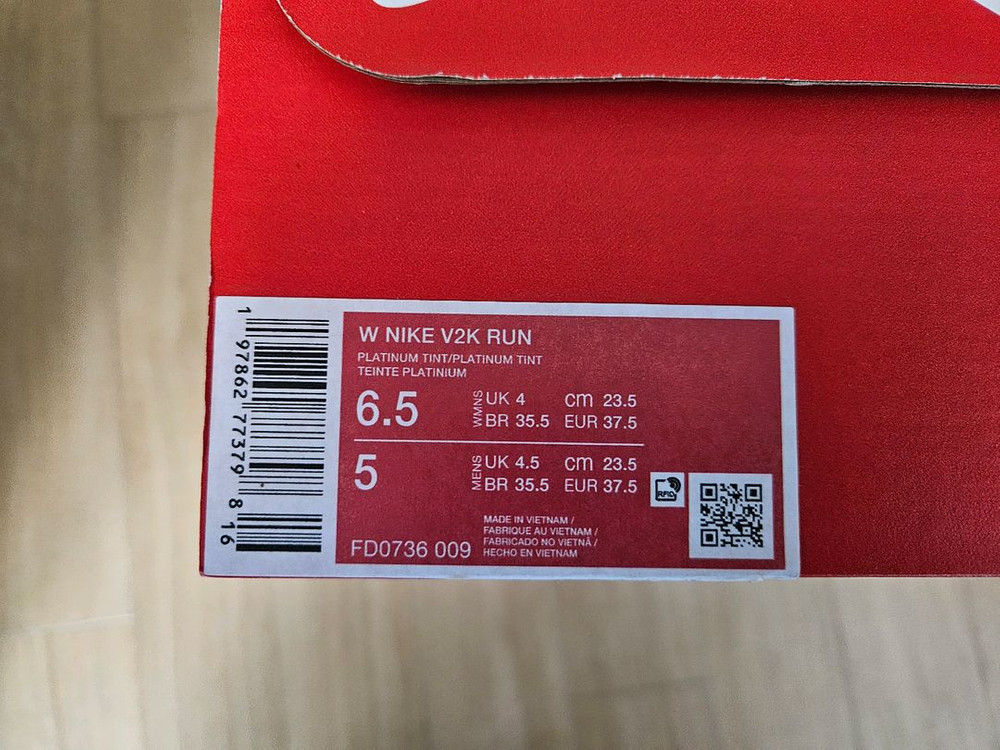 1 97862 77379 8 16
W NIKE V2K RUN
PLATINUM TINT/PLATINUM TINT
TEINTE PLATINIUM
6.5 WMNS UK 4 cm 23.5
BR 35.5 EUR 37.5
5 MENS UK 4.5 cm 23.5
BR 35.5 EUR 37.5
RFID
FD0736 009
MADE IN VIETNAM /
FABRIQUE AU VIETNAM /
FABRICADO NO VIETNÃ /
HECHO EN VIETNAM